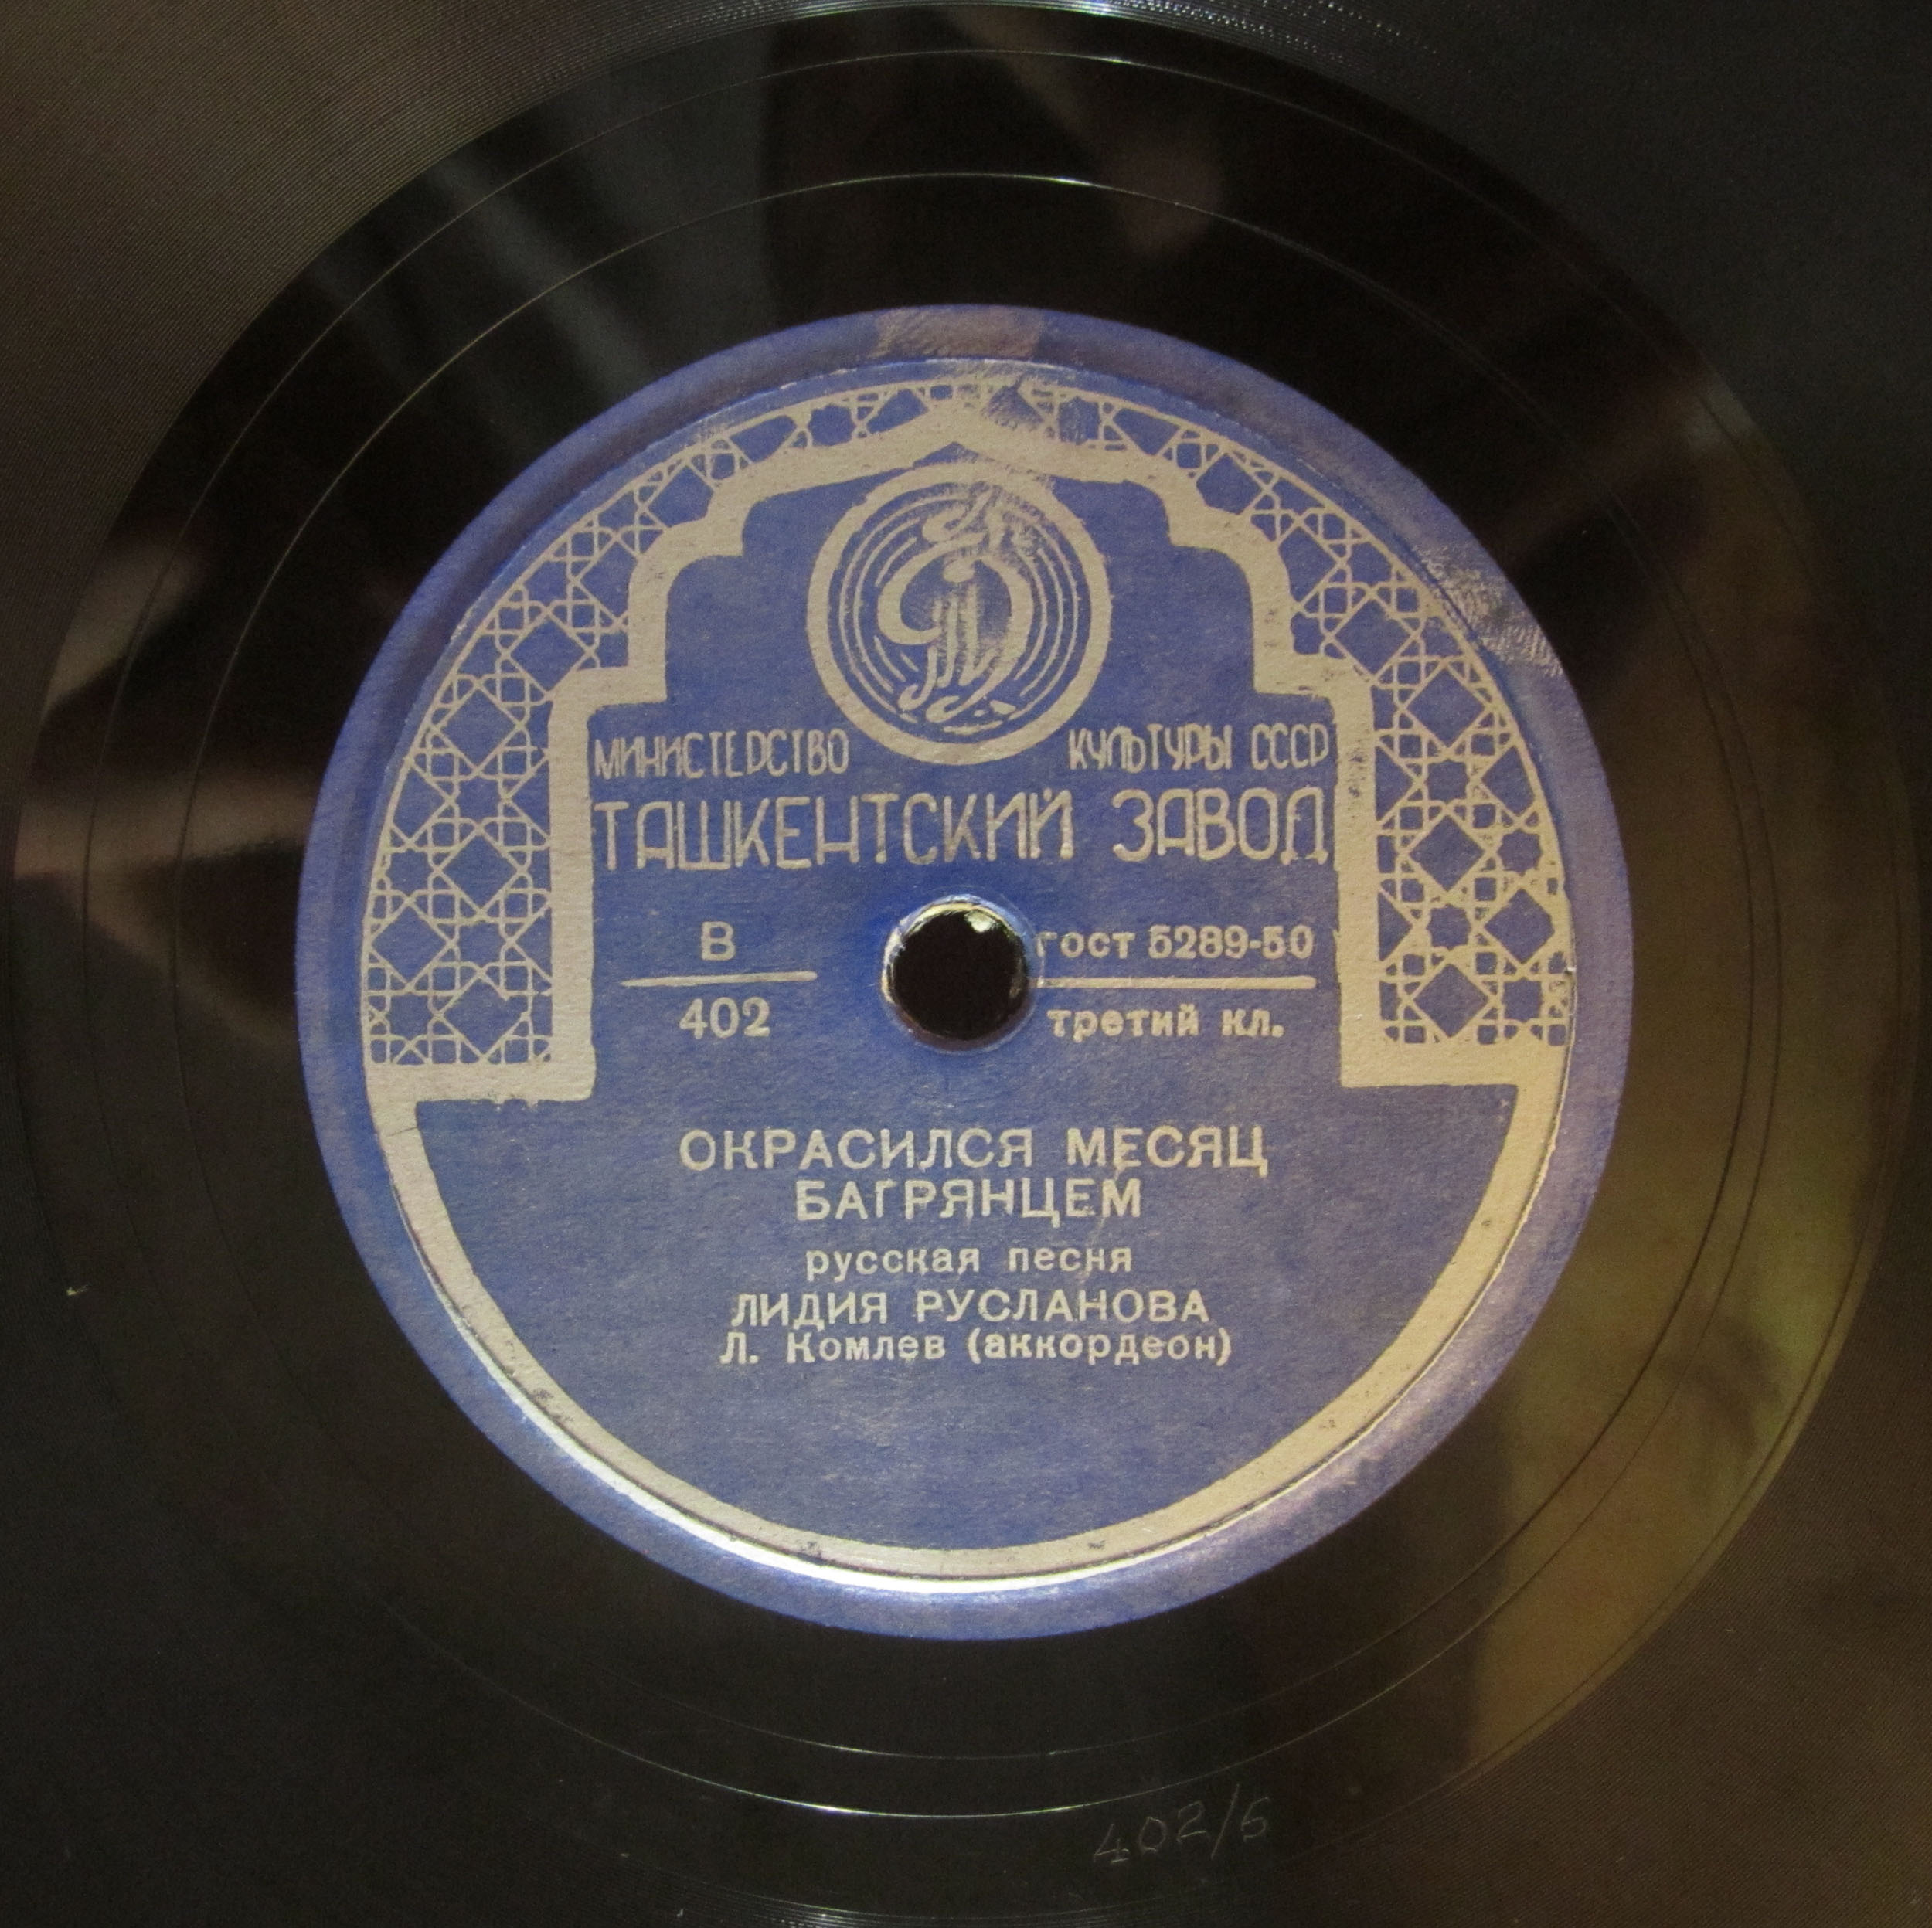 МИНИСТЕРСТВО КУЛЬТУРЫ СССР
ТАШКЕНТСКИЙ ЗАВОД
В
402
гост 5289-50
третий кл.
ОКРАСИЛСЯ МЕСЯЦ
БАГРЯНЦЕМ
русская песня
ЛИДИЯ РУСЛАНОВА
Л. Комлев (аккордеон)
402/5